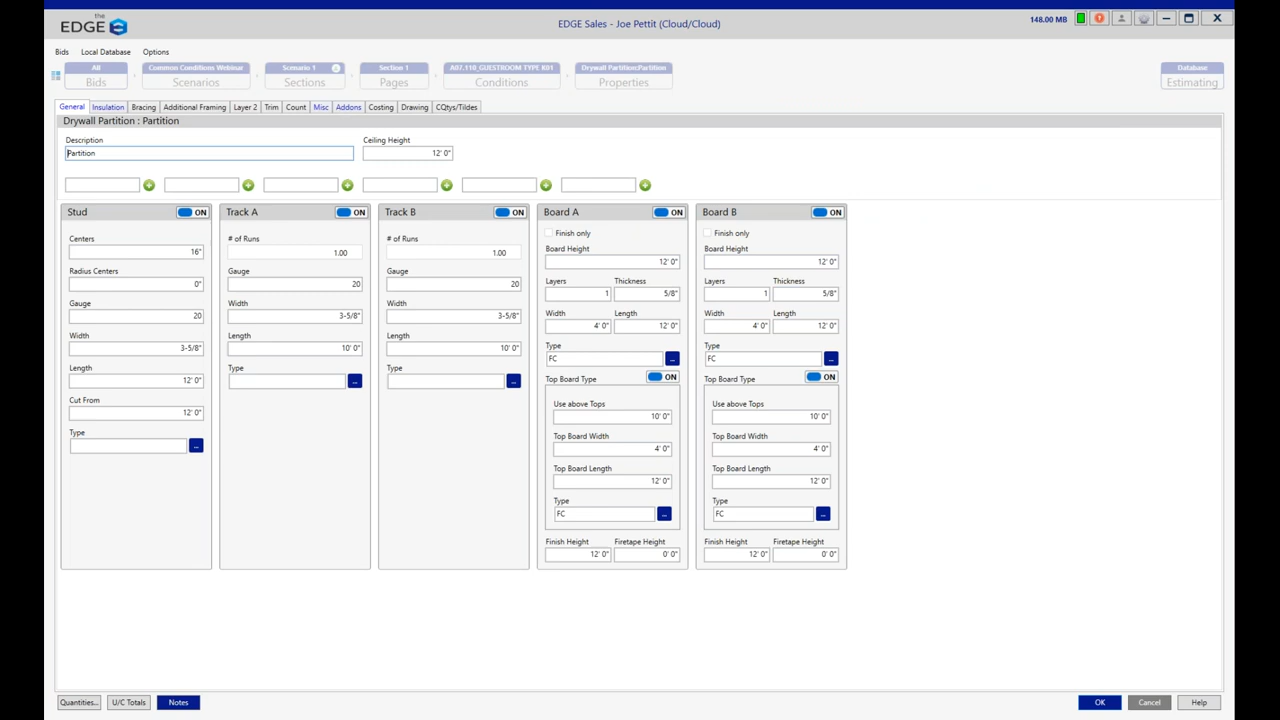 the
EDGE
EDGE Sales - Joe Pettit (Cloud/Cloud)
148.00 MB
Bids Local Database Options
All
Bids
Common Conditions Webinar
Scenarios
Scenario 1
Sections
Section 1
Pages
A07.110_GUESTROOM TYPE K01
Conditions
Drywall Partition:Partition
Properties
Database
Estimating
General Insulation Bracing Additional Framing Layer 2 Trim Count Misc Addons Costing Drawing CQtys/Tildes
Drywall Partition : Partition
Description Ceiling Height
Partition 12' 0"
Stud ON
Centers
16"
Radius Centers
0"
Gauge
20
Width
3-5/8"
Length
12' 0"
Cut From
12' 0"
Type
...
Track A ON
# of Runs
1.00
Gauge
20
Width
3-5/8"
Length
10' 0"
Type
...
Track B ON
# of Runs
1.00
Gauge
20
Width
3-5/8"
Length
10' 0"
Type
...
Board A ON
Finish only
Board Height
12' 0"
Layers Thickness
1 5/8"
Width Length
4' 0" 12' 0"
Type
FC ...
Top Board Type ON
Use above Tops
10' 0"
Top Board Width
4' 0"
Top Board Length
12' 0"
Type
FC ...
Finish Height Firetape Height
12' 0" 0' 0"
Board B ON
Finish only
Board Height
12' 0"
Layers Thickness
1 5/8"
Width Length
4' 0" 12' 0"
Type
FC ...
Top Board Type ON
Use above Tops
10' 0"
Top Board Width
4' 0"
Top Board Length
12' 0"
Type
FC ...
Finish Height Firetape Height
12' 0" 0' 0"
Quantities... U/C Totals Notes OK Cancel Help